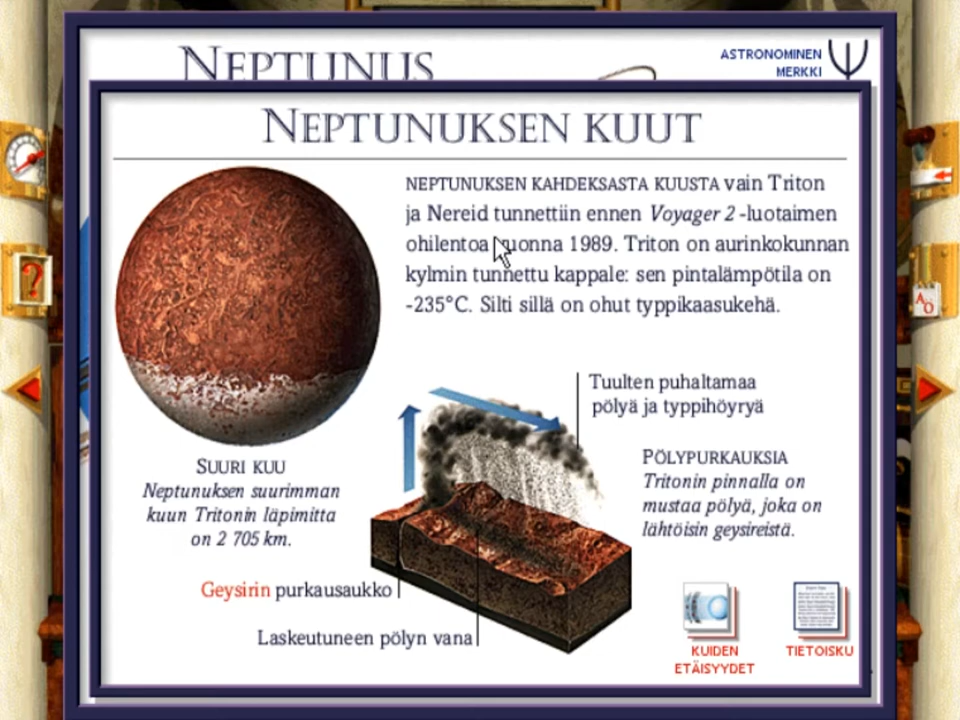 NEPTUNUS
ASTRONOMINEN
MERKKI
NEPTUNUKSEN KUUT
NEPTUNUKSEN KAHDEKSASTA KUUSTA vain Triton
ja Nereid tunnettiin ennen Voyager 2 -luotaimen
ohilentoa vuonna 1989. Triton on aurinkokunnan
kylmin tunnettu kappale: sen pintalämpötila on
-235°C. Silti sillä on ohut typpikaasukehä.
Tuulten puhaltamaa
pölyä ja typpihöyryä
SUURI KUU
Neptunuksen suurimman
kuun Tritonin läpimitta
on 2 705 km.
PÖLYPURKAUKSIA
Tritonin pinnalla on
mustaa pölyä, joka on
lähtöisin geysireistä.
Geysirin purkausaukko
Laskeutuneen pölyn vana
KUIDEN
ETÄISYYDET
TIETOISKU
?
A
O